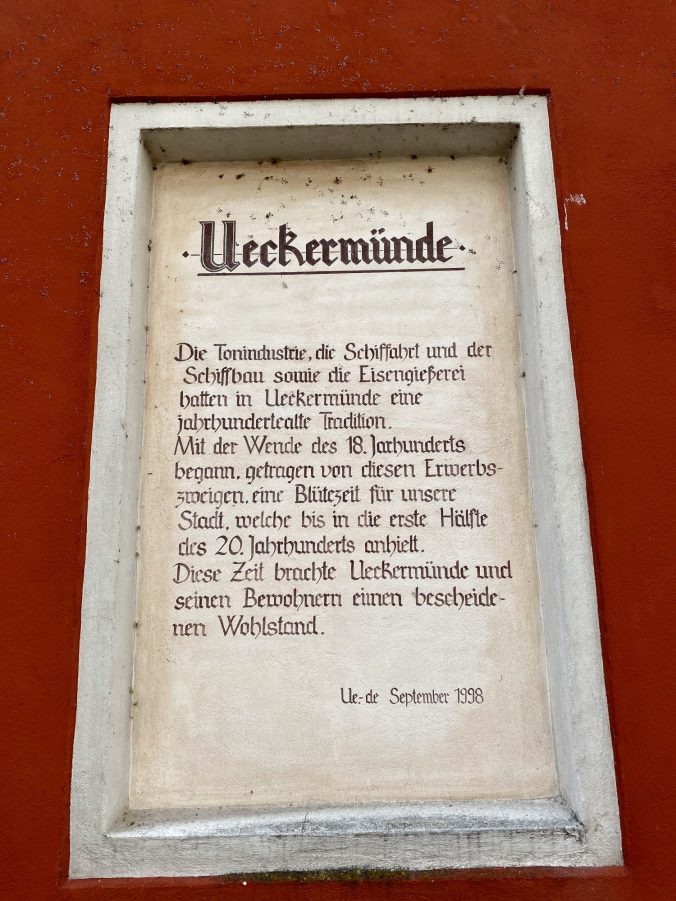 · Ueckermünde ·
Die Tonindustrie, die Schiffahrt und der
Schiffbau sowie die Eisengießerei
hatten in Ueckermünde eine
jahrhundertealte Tradition.
Mit der Wende des 18. Jarhunderts
begann, getragen von diesen Erwerbs-
zweigen, eine Blütezeit für unsere
Stadt, welche bis in die erste Hälfte
des 20. Jahrhunderts anhielt.
Diese Zeit brachte Ueckermünde und
seinen Bewohnern einen bescheide-
nen Wohlstand.
Ue.-de September 1998